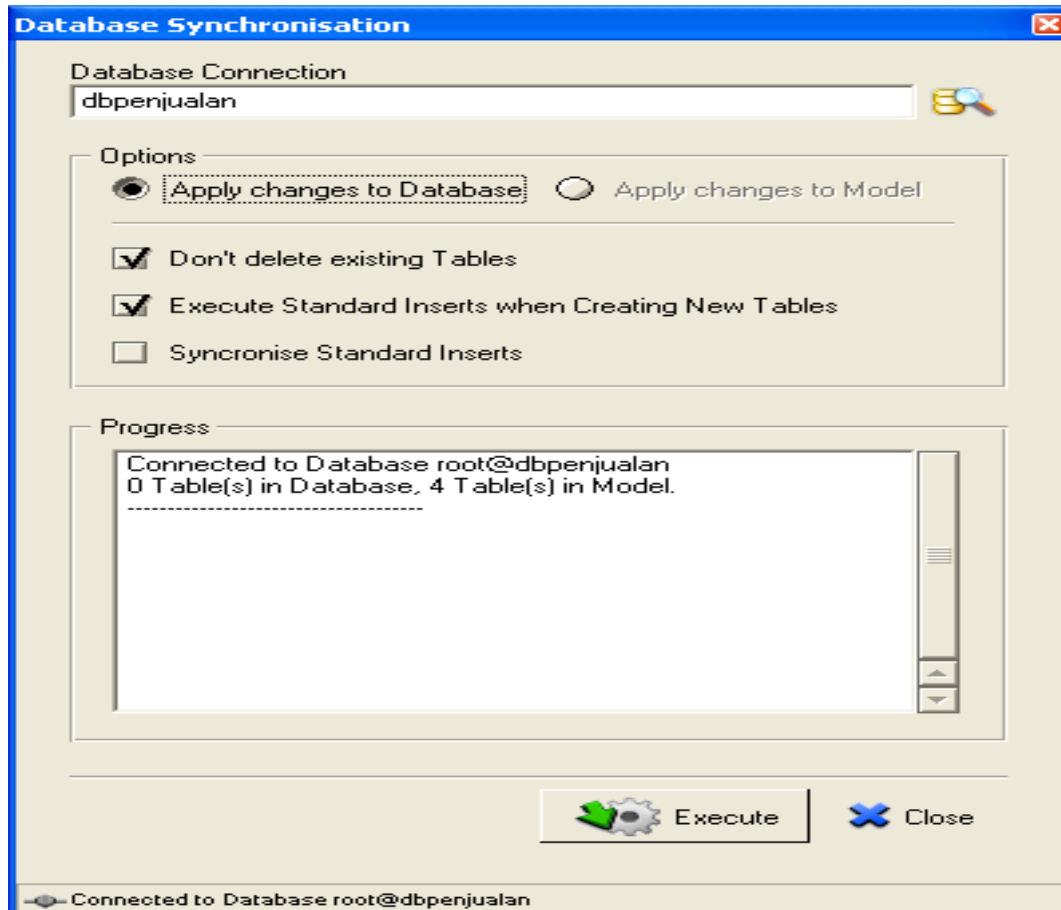 Database Synchronisation
Database Connection
dbpenjualan
Options
Apply changes to Database
Apply changes to Model
Don't delete existing Tables
Execute Standard Inserts when Creating New Tables
Syncronise Standard Inserts
Progress
Connected to Database root@dbpenjualan
0 Table(s) in Database, 4 Table(s) in Model.
------------------------------------
Execute
Close
Connected to Database root@dbpenjualan